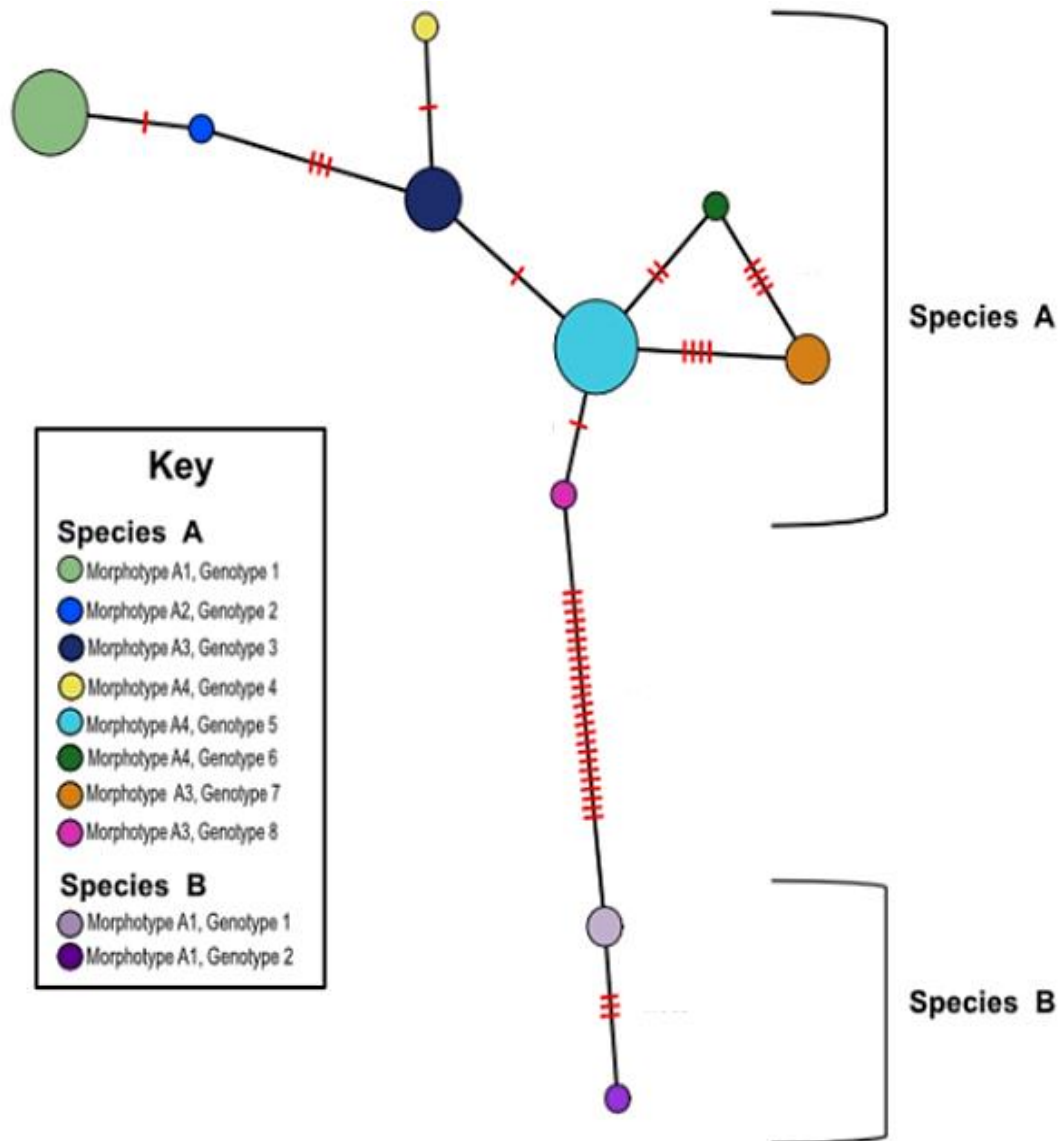 Species A
Key
Species A
Morphotype A1, Genotype 1
Morphotype A2, Genotype 2
Morphotype A3, Genotype 3
Morphotype A4, Genotype 4
Morphotype A4, Genotype 5
Morphotype A4, Genotype 6
Morphotype A3, Genotype 7
Morphotype A3, Genotype 8
Species B
Morphotype A1, Genotype 1
Morphotype A1, Genotype 2
Species B